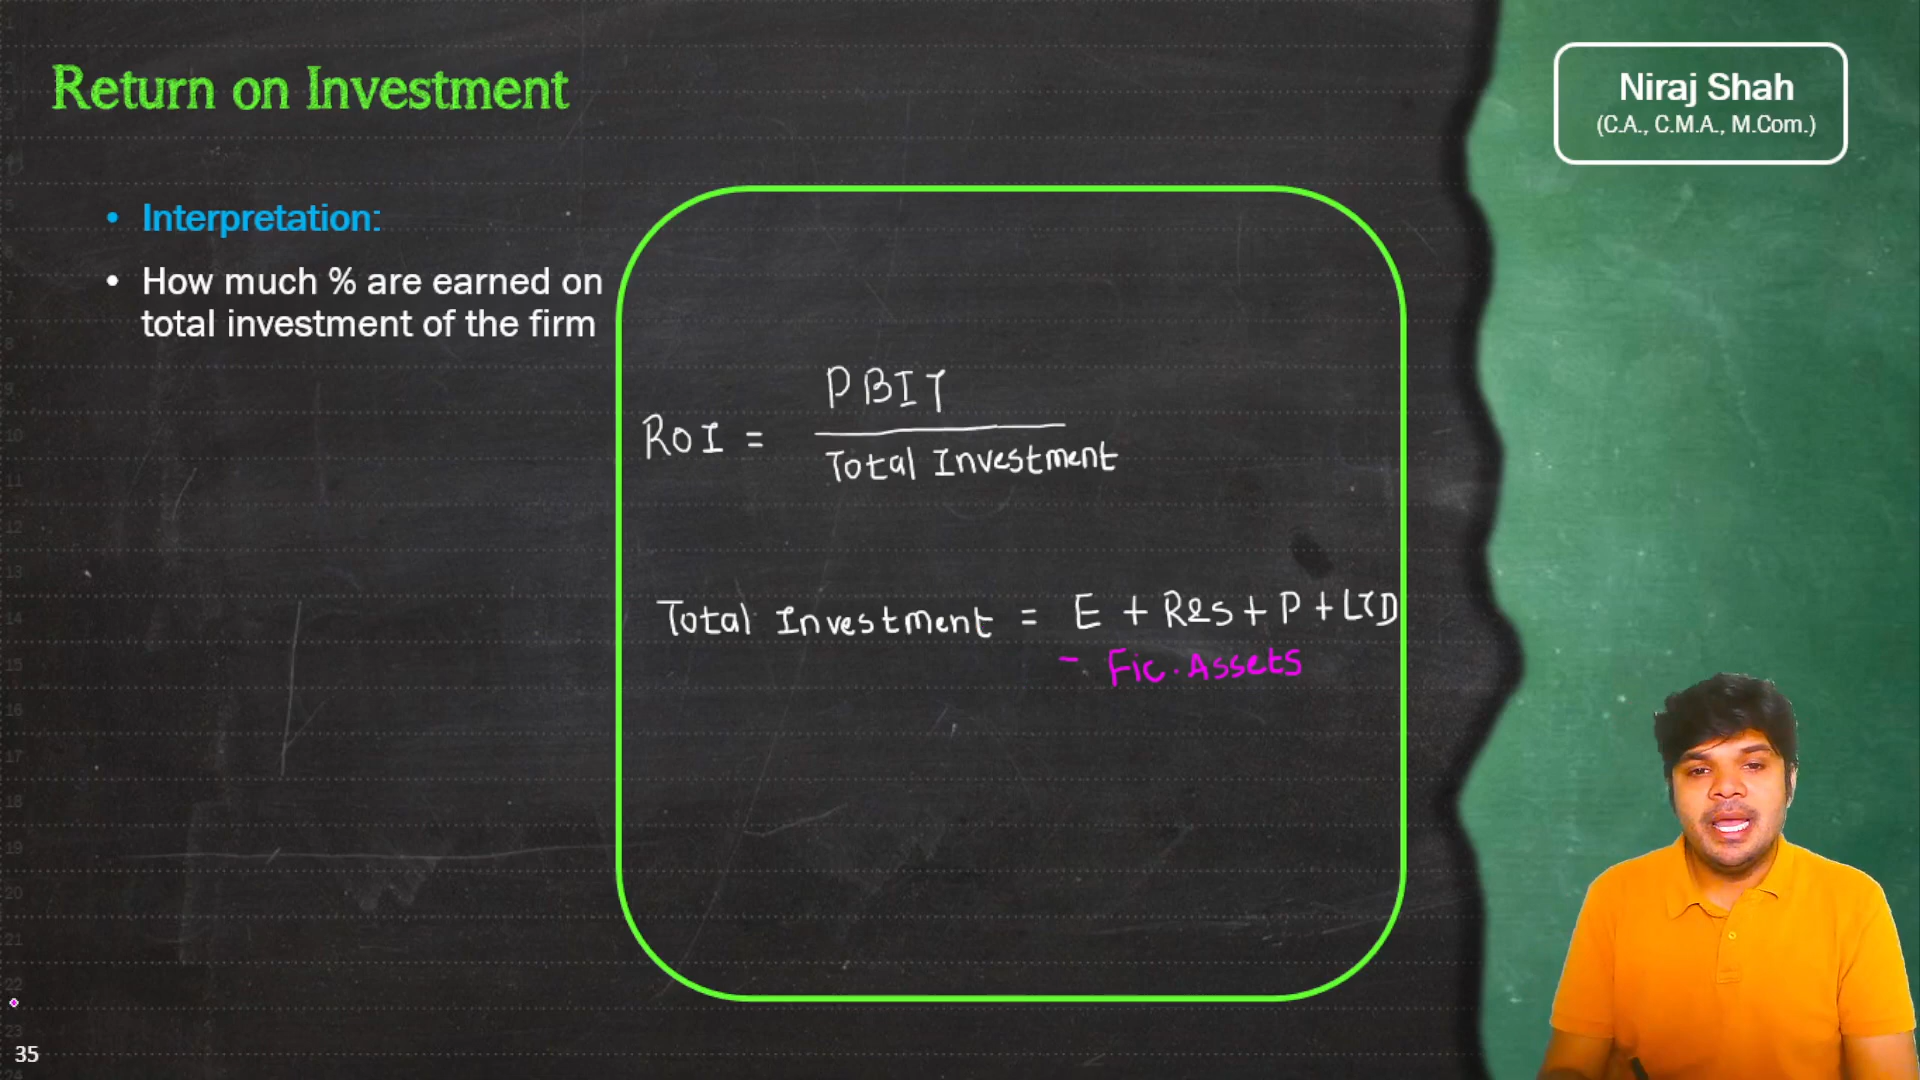 Return on Investment
Niraj Shah
(C.A., C.M.A., M.Com.)
• Interpretation:
• How much % are earned on
total investment of the firm
ROI = PBIT
Total Investment
Total Investment = E + R&S + P + LTD
- Fic. Assets
35